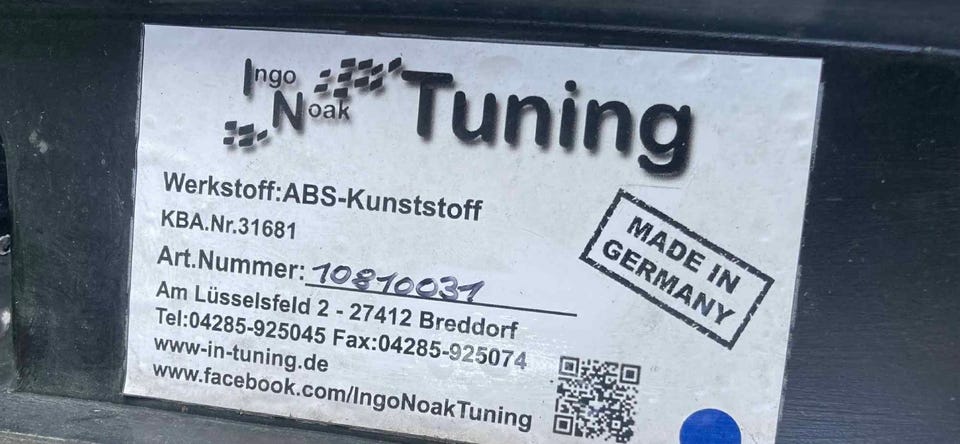 Ingo Noak Tuning
Werkstoff:ABS-Kunststoff
KBA.Nr.31681
Art.Nummer: 10810031
Am Lüsselsfeld 2 - 27412 Breddorf
Tel:04285-925045 Fax:04285-925074
www-in-tuning.de
www.facebook.com/IngoNoakTuning
MADE IN
GERMANY